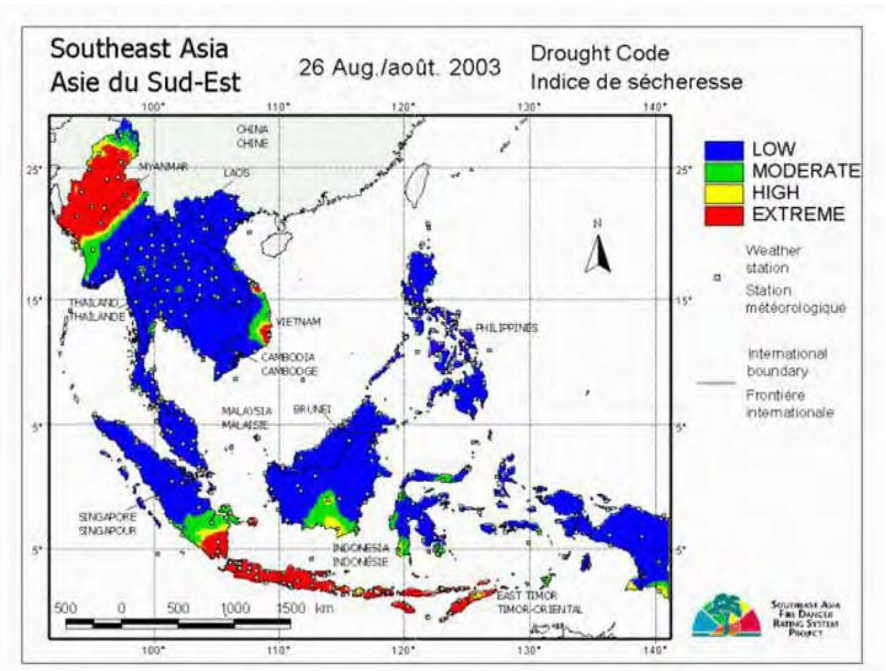 Southeast Asia
Asie du Sud-Est
26 Aug./août. 2003
Drought Code
Indice de sécheresse
100°
110°
120°
130°
140°
CHINA
CHINE
MYANMAR
LAOS
25°
25°
15°
15°
THAILAND
THAÏLANDE
VIETNAM
CAMBODIA
CAMBODGE
PHILIPPINES
MALAYSIA
MALAISIE
BRUNEI
5°
5°
SINGAPORE
SINGAPOUR
INDONESIA
INDONÉSIE
5°
5°
EAST TIMOR
TIMOR-ORIENTAL
500 0 500 1000 1500 km
100°
110°
120°
130°
140°
N
LOW
MODERATE
HIGH
EXTREME
Weather
station
Station
météorologique
International
boundary
Frontière
internationale
Southeast Asia
Fire Danger
Rating System
Project